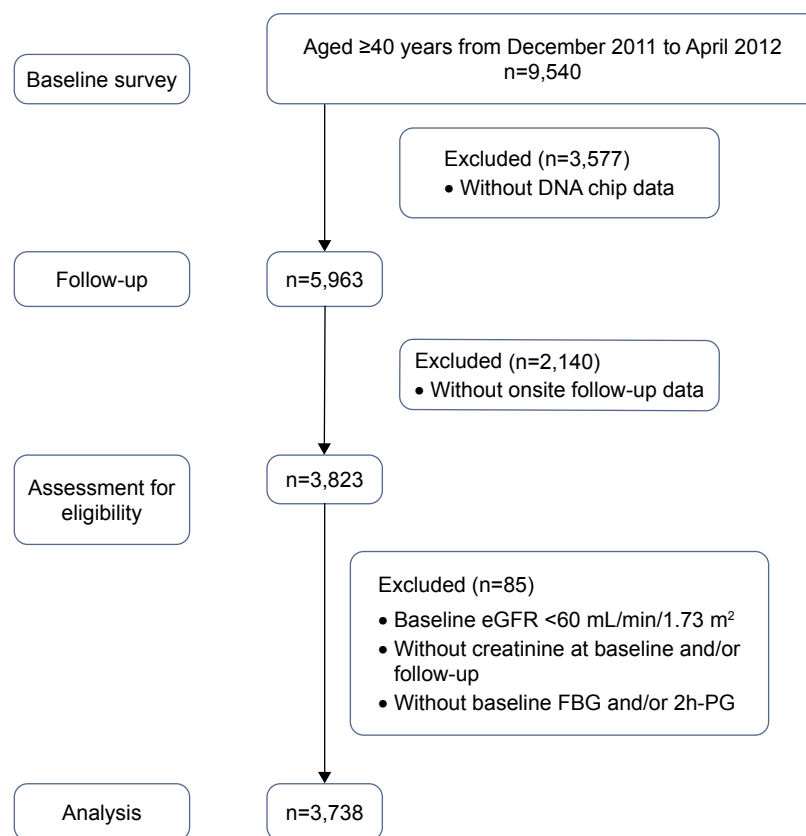 Baseline survey
Aged ≥40 years from December 2011 to April 2012
n=9,540
Excluded (n=3,577)
• Without DNA chip data
Follow-up
n=5,963
Excluded (n=2,140)
• Without onsite follow-up data
Assessment for
eligibility
n=3,823
Excluded (n=85)
• Baseline eGFR <60 mL/min/1.73 m²
• Without creatinine at baseline and/or
follow-up
• Without baseline FBG and/or 2h-PG
Analysis
n=3,738